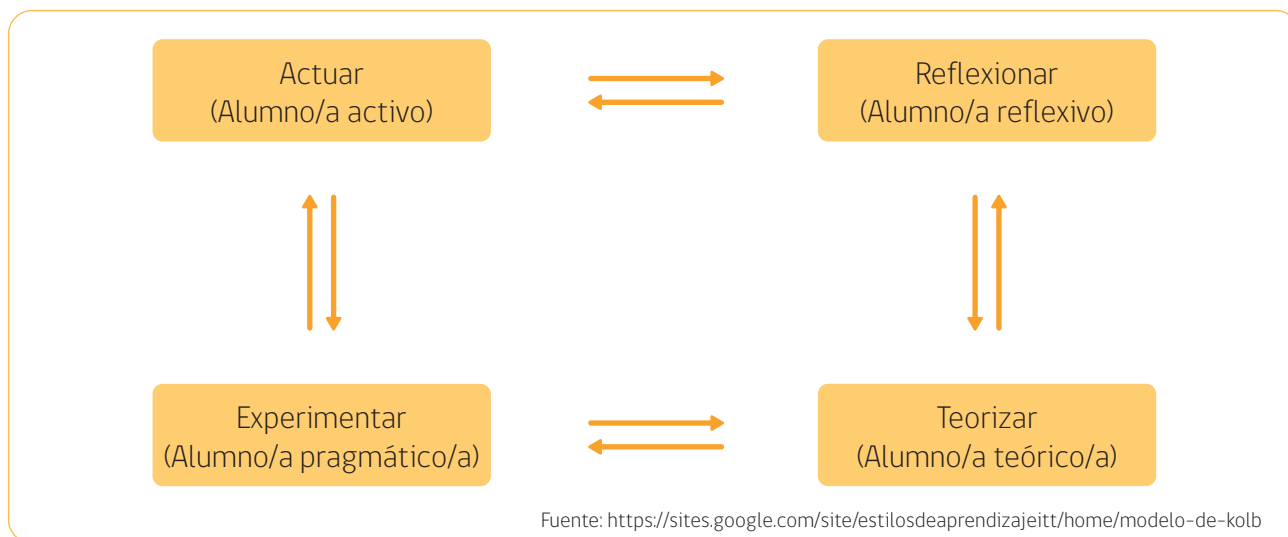 Actuar
(Alumno/a activo)
Reflexionar
(Alumno/a reflexivo)
Experimentar
(Alumno/a pragmático/a)
Teorizar
(Alumno/a teórico/a)
Fuente: https://sites.google.com/site/estilosdeaprendizajeitt/home/modelo-de-kolb